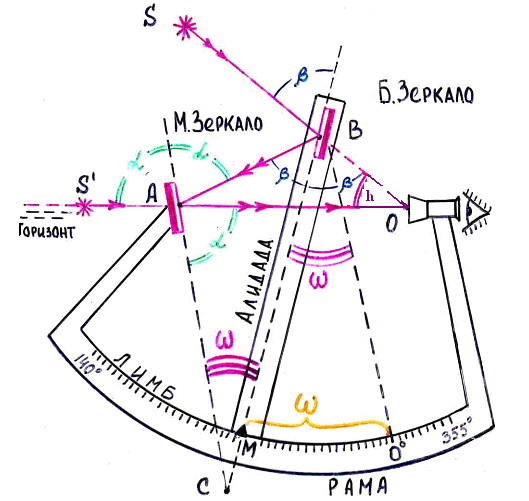 S
β
Б.Зеркало
В
М.Зеркало
α
α
β
β
h
S'
А
О
Горизонт
α
Алидада
ω
ω
ω
140°
Лимб
М
О°
355°
С
Рама